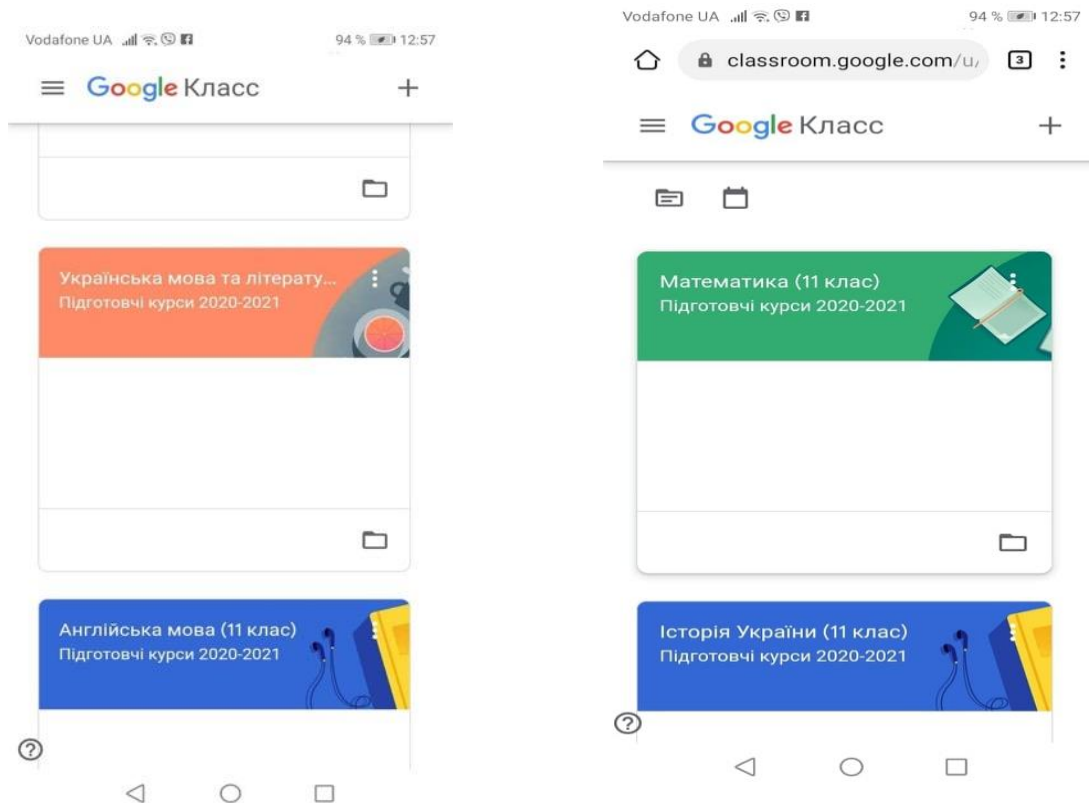 Vodafone UA 94 % 12:57
Google Класс
Українська мова та літерату...
Підготовчі курси 2020-2021
Англійська мова (11 клас)
Підготовчі курси 2020-2021
?
Vodafone UA 94 % 12:57
classroom.google.com/u/ 3
Google Класс
Математика (11 клас)
Підготовчі курси 2020-2021
Історія України (11 клас)
Підготовчі курси 2020-2021
?